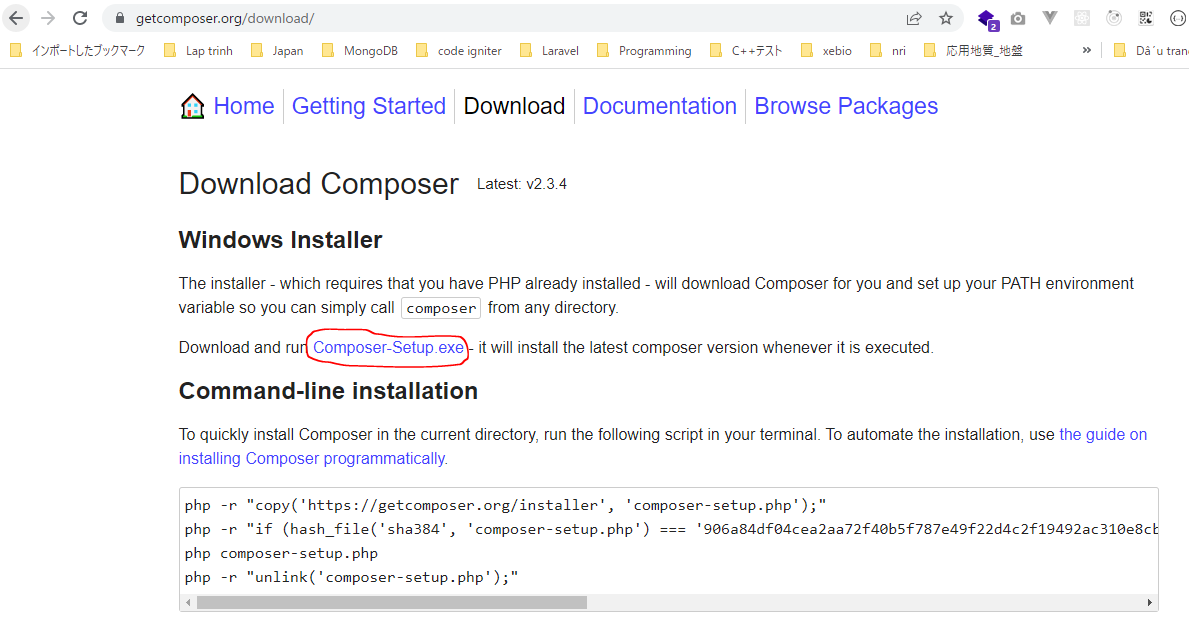 getcomposer.org/download/
2
インポートしたブックマーク Lap trinh Japan MongoDB code igniter Laravel Programming C++テスト xebio nri 応用地質_地盤 » Dấu tran
Home Getting Started Download Documentation Browse Packages
Download Composer Latest: v2.3.4
Windows Installer
The installer - which requires that you have PHP already installed - will download Composer for you and set up your PATH environment
variable so you can simply call composer from any directory.
Download and run Composer-Setup.exe - it will install the latest composer version whenever it is executed.
Command-line installation
To quickly install Composer in the current directory, run the following script in your terminal. To automate the installation, use the guide on
installing Composer programmatically.
php -r "copy('https://getcomposer.org/installer', 'composer-setup.php');"
php -r "if (hash_file('sha384', 'composer-setup.php') === '906a84df04cea2aa72f40b5f787e49f22d4c2f19492ac310e8cb
php composer-setup.php
php -r "unlink('composer-setup.php');"